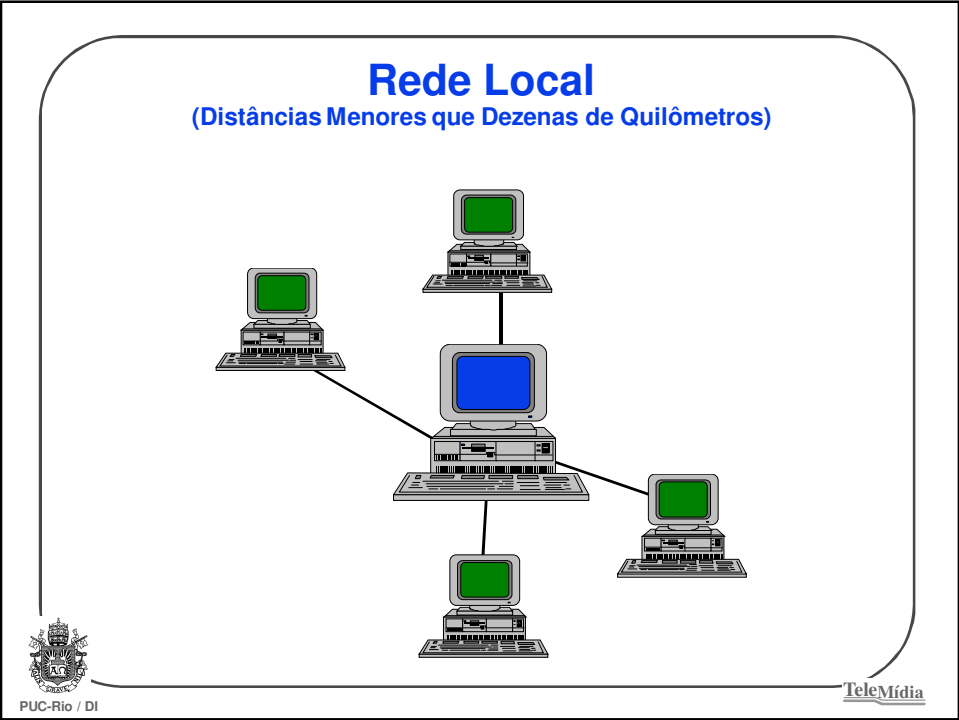 Rede Local
(Distâncias Menores que Dezenas de Quilômetros)
PUC-Rio / DI
TeleMídia